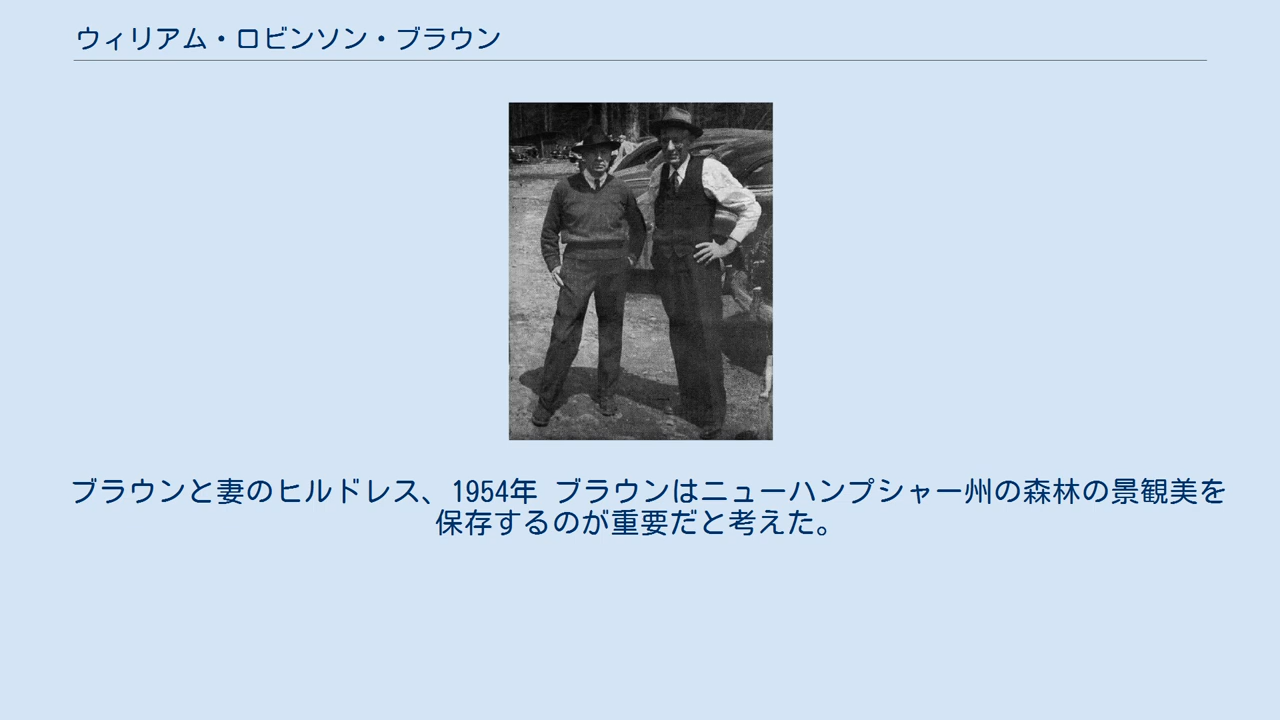 ウィリアム・ロビンソン・ブラウン
ブラウンと妻のヒルドレス、1954年 ブラウンはニューハンプシャー州の森林の景観美を
保存するのが重要だと考えた。